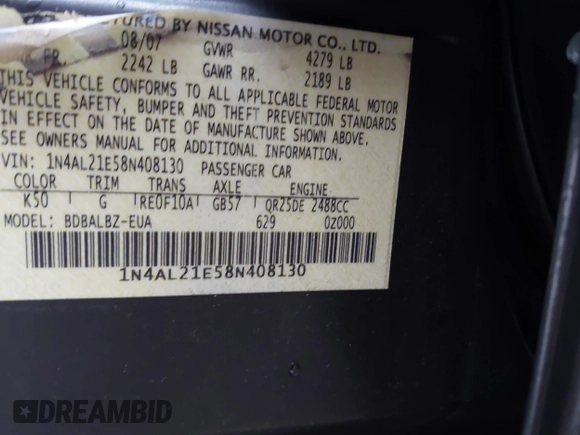 TURED BY NISSAN MOTOR CO., LTD.
08/07 GVWR 4279 LB
FR. 2242 LB GAWR RR. 2189 LB
THIS VEHICLE CONFORMS TO ALL APPLICABLE FEDERAL MOTOR
VEHICLE SAFETY, BUMPER AND THEFT PREVENTION STANDARDS
IN EFFECT ON THE DATE OF MANUFACTURE SHOWN ABOVE.
SEE OWNERS MANUAL FOR ADDITIONAL INFORMATION.
VIN: 1N4AL21E58N408130 PASSENGER CAR
COLOR TRIM TRANS AXLE ENGINE
K50 G RE0F10A GB57 QR25DE 2488CC
MODEL: BDBALBZ-EUA 629 0Z000
1N4AL21E58N408130
DREAMBID